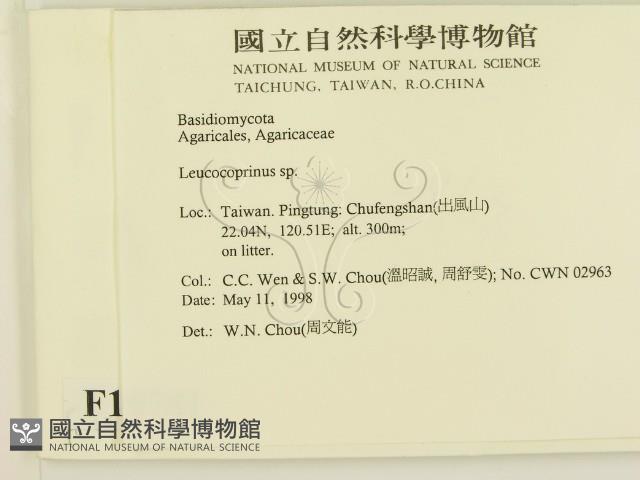 國立自然科學博物館
NATIONAL MUSEUM OF NATURAL SCIENCE
TAICHUNG, TAIWAN, R.O.CHINA
Basidiomycota
Agaricales, Agaricaceae
Leucocoprinus sp.
Loc.: Taiwan. Pingtung: Chufengshan(出風山)
22.04N, 120.51E; alt. 300m;
on litter.
Col.: C.C. Wen & S.W. Chou(溫昭誠, 周舒雯); No. CWN 02963
Date: May 11, 1998
Det.: W.N. Chou(周文能)
F1
國立自然科學博物館
NATIONAL MUSEUM OF NATURAL SCIENCE